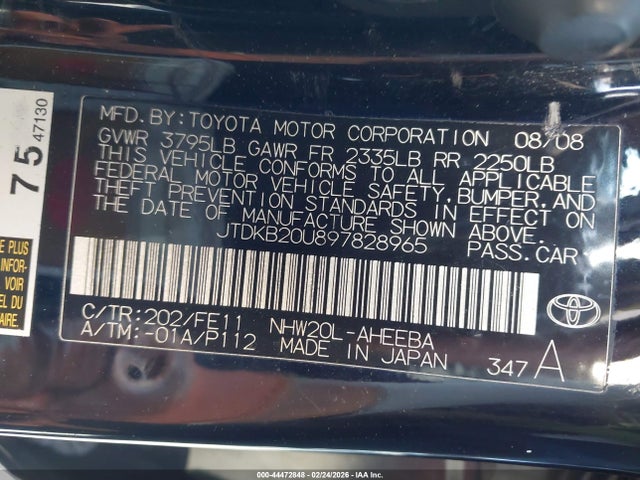 MFD.BY:TOYOTA MOTOR CORPORATION 08/08
GVWR 3795LB GAWR FR 2335LB RR 2250LB
THIS VEHICLE CONFORMS TO ALL APPLICABLE
FEDERAL MOTOR VEHICLE SAFETY,BUMPER,AND
THEFT PREVENTION STANDARDS IN EFFECT ON
THE DATE OF MANUFACTURE SHOWN ABOVE.
JTDKB20U897828965 PASS.CAR
C/TR:202/FE11 NHW20L-AHEEBA
A/TM:-01A/P112 MADE IN JAPAN
347 A
75
47130
E PLUS
INFOR-
VEZ LE
DU
AIRE.
000-44472848 - 02/24/2026 - IAA Inc.